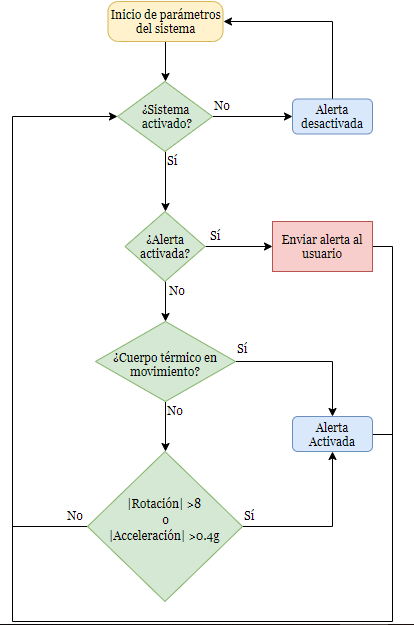 Inicio de parámetros
del sistema
¿Sistema
activado?
No
Alerta
desactivada
Sí
¿Alerta
activada?
Sí
Enviar alerta al
usuario
No
¿Cuerpo térmico en
movimiento?
Sí
No
Alerta
Activada
|Rotación| >8
o
|Acceleración| >0.4g
No
Sí